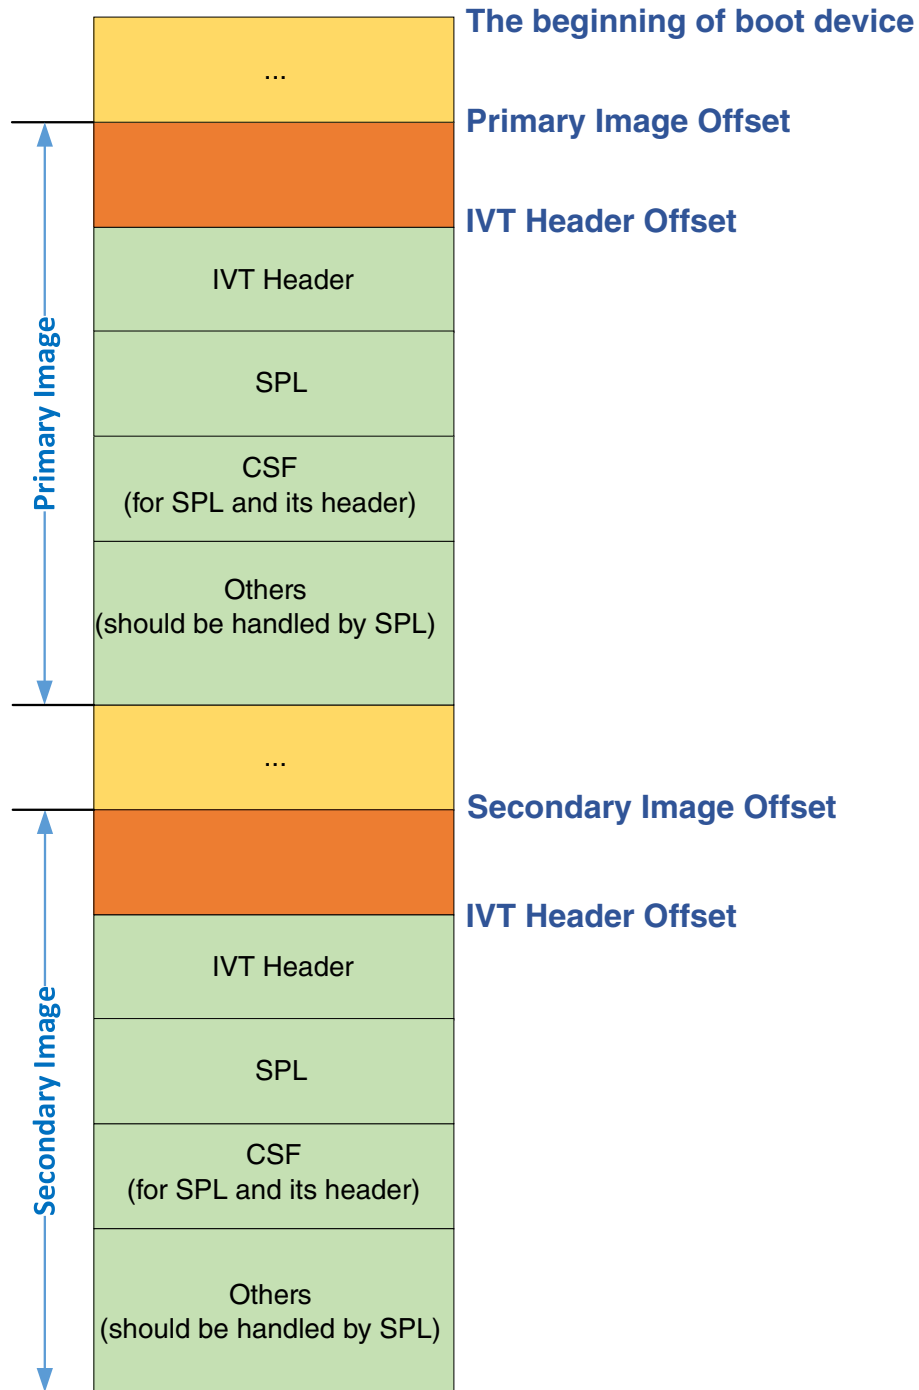 The beginning of boot device
...
Primary Image Offset
IVT Header Offset
IVT Header
SPL
Primary Image
CSF
(for SPL and its header)
Others
(should be handled by SPL)
...
Secondary Image Offset
IVT Header Offset
IVT Header
SPL
Secondary Image
CSF
(for SPL and its header)
Others
(should be handled by SPL)